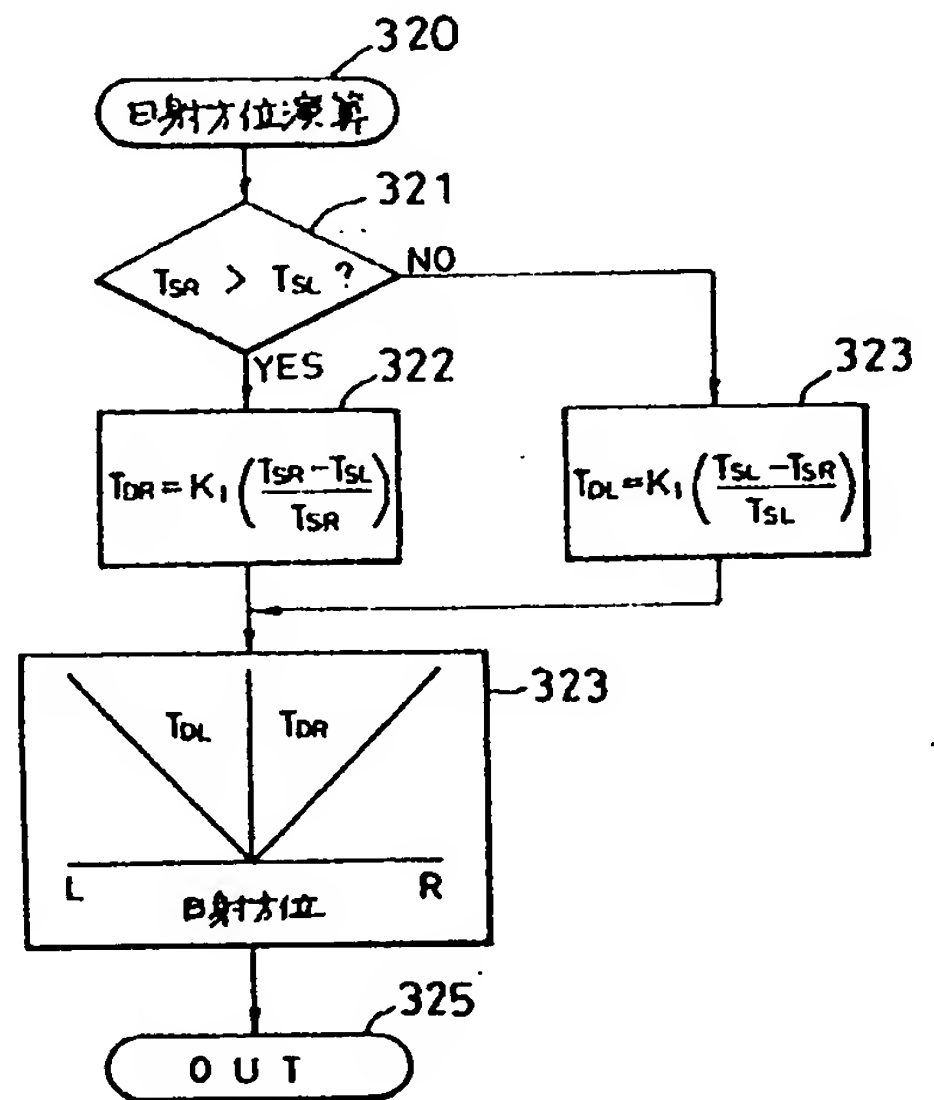 320
日射方位演算
321
TSR > TSL ?
NO
YES
322
323
TDR = K1 (TSR - TSL / TSR)
TDL = K1 (TSL - TSR / TSL)
323
TDL TDR
L R
日射方位
325
OUT